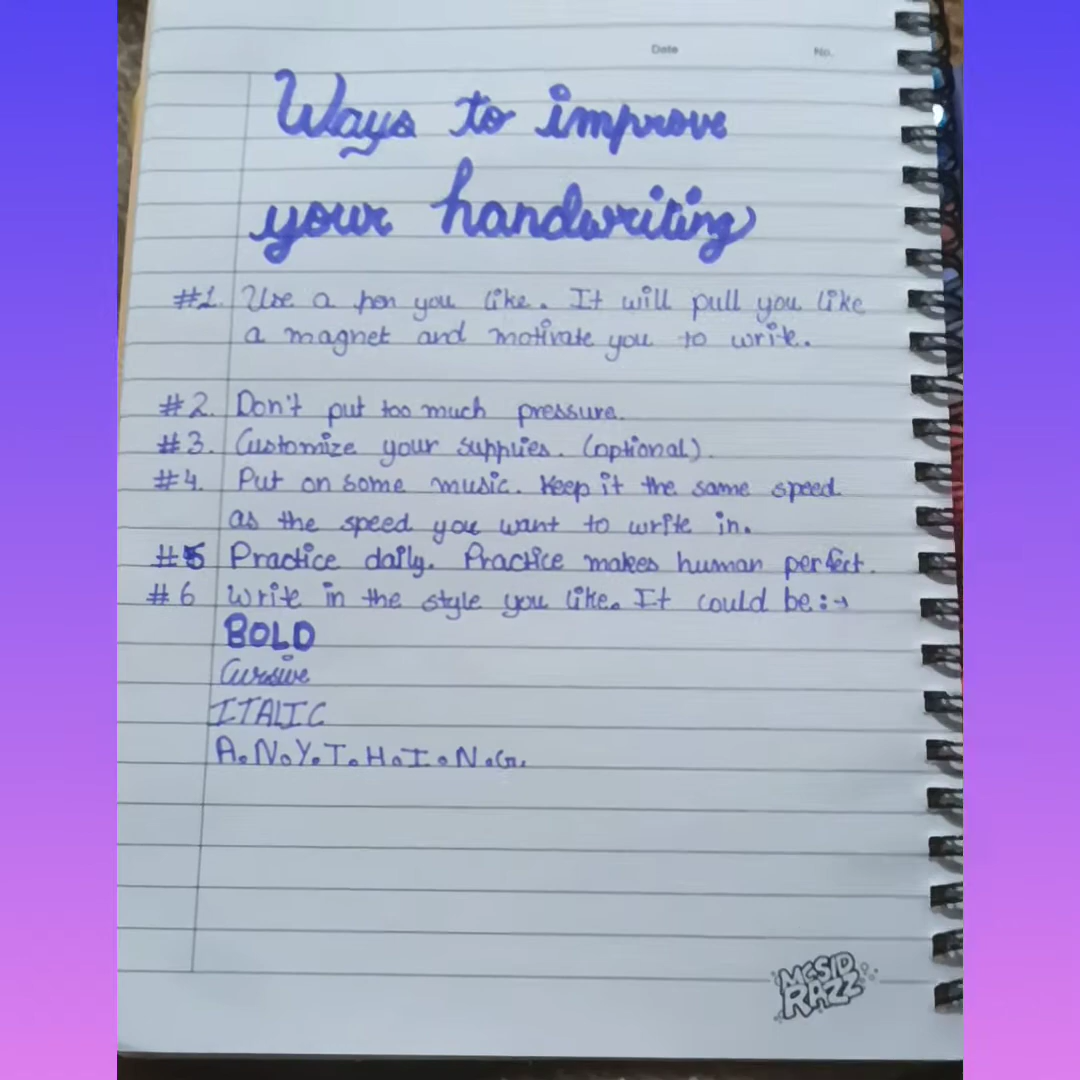 Date No.
Ways to improve
your handwriting
#1. Use a pen you like. It will pull you like
a magnet and motivate you to write.
#2. Don't put too much pressure.
#3. Customize your supplies. (optional).
#4. Put on some music. Keep it the same speed
as the speed you want to write in.
#5 Practice daily. Practice makes human perfect.
#6 Write in the style you like. It could be:→
BOLD
Cursive
ITALIC
A.N.Y.T.H.I.N.G.
MCSID
RAZZ